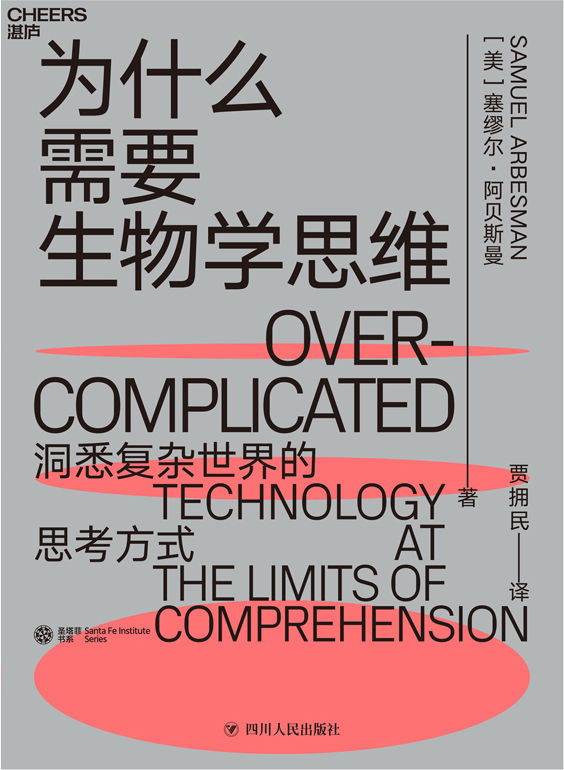 CHEERS
湛庐
为什么
需要
生物学思维
SAMUEL ARBESMAN
[美]塞缪尔·阿贝斯曼
著
OVER-
COMPLICATED
洞悉复杂世界的
TECHNOLOGY
思考方式
AT
THE LIMITS OF
COMPREHENSION
贾拥民——译
圣塔菲
书系
Santa Fe Institute
Series
四川人民出版社